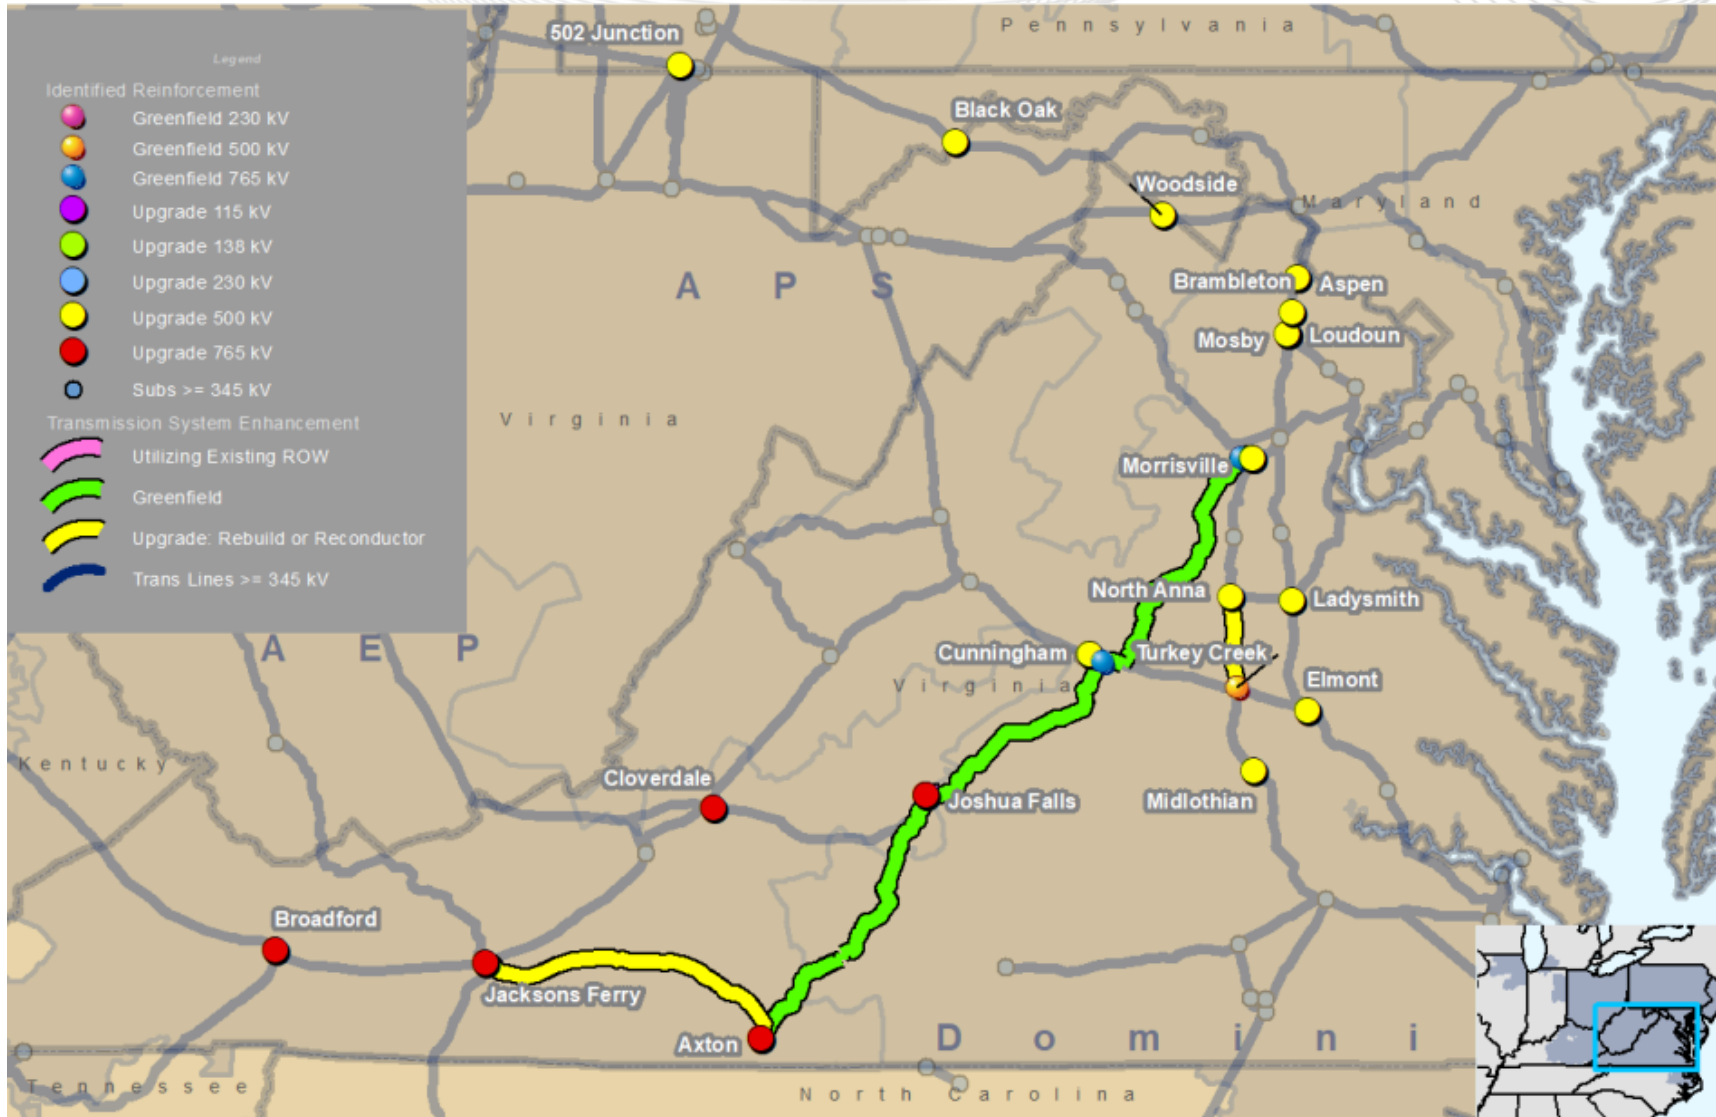 Legend
Identified Reinforcement
Greenfield 230 kV
Greenfield 500 kV
Greenfield 765 kV
Upgrade 115 kV
Upgrade 138 kV
Upgrade 230 kV
Upgrade 500 kV
Upgrade 765 kV
Subs >= 345 kV
Transmission System Enhancement
Utilizing Existing ROW
Greenfield
Upgrade: Rebuild or Reconductor
Trans Lines >= 345 kV
Pennsylvania
502 Junction
Black Oak
Woodside
Maryland
APS
Brambleton
Aspen
Mosby
Loudoun
Virginia
Morrisville
North Anna
Ladysmith
AEP
Cunningham
Turkey Creek
Virginia
Elmont
Kentucky
Cloverdale
Joshua Falls
Midlothian
Broadford
Jacksons Ferry
Axton
Domini
Tennessee
North Carolina